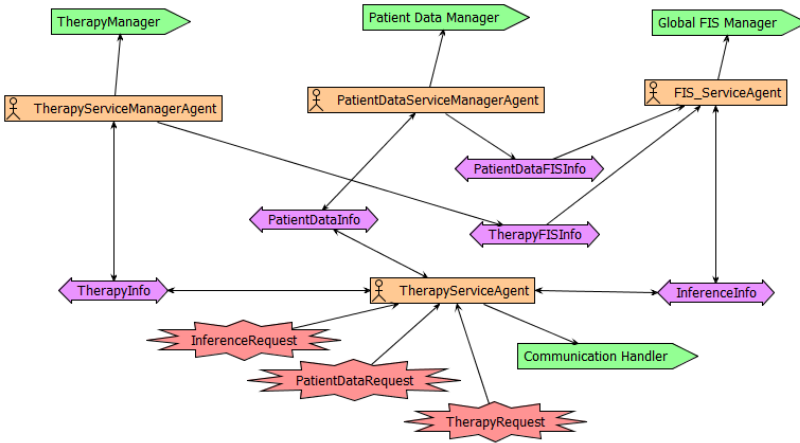 TherapyManager
Patient Data Manager
Global FIS Manager
TherapyServiceManagerAgent
PatientDataServiceManagerAgent
FIS_ServiceAgent
PatientDataFISInfo
PatientDataInfo
TherapyFISInfo
TherapyInfo
TherapyServiceAgent
InferenceInfo
InferenceRequest
Communication Handler
PatientDataRequest
TherapyRequest